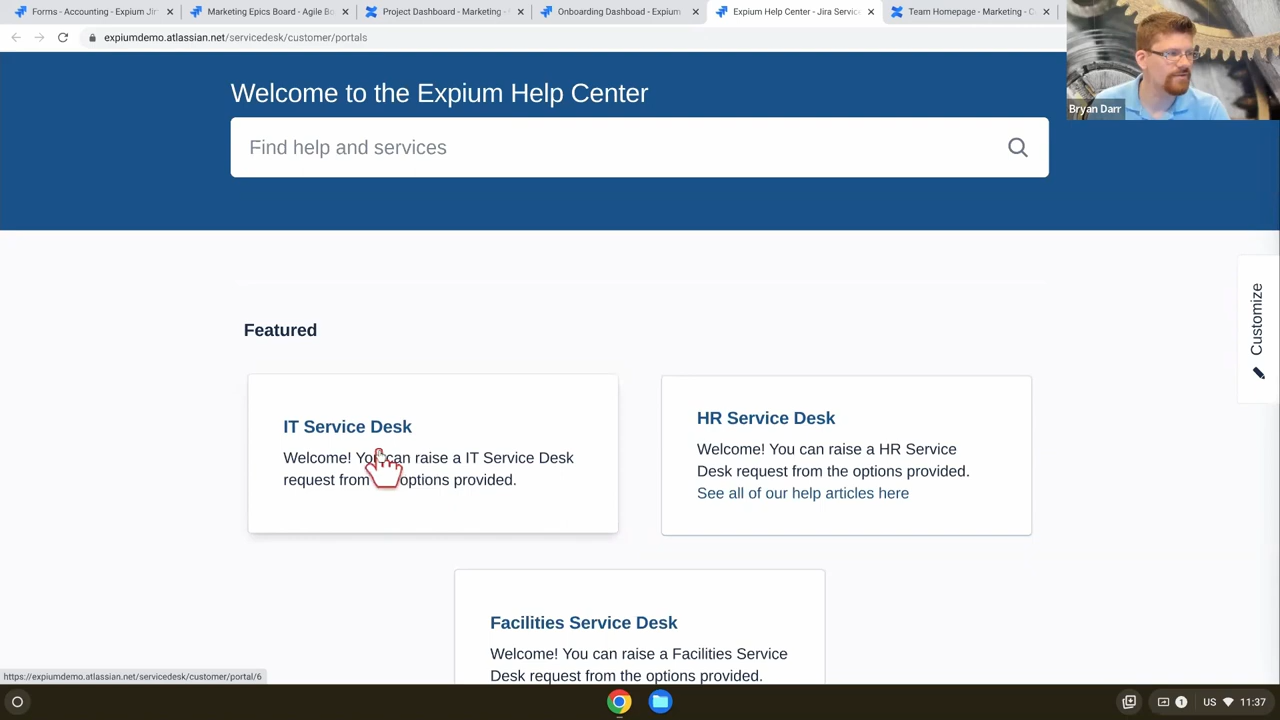 Forms - Accounting - Expium Jir
Marketing Epics Board - Agile Bo
Project Dashboard - Marketing -
Onboarding Dashboad - Expium
Expium Help Center - Jira Service
Team Homepage - Marketing - C
expiumdemo.atlassian.net/servicedesk/customer/portals
Bryan Darr
Welcome to the Expium Help Center
Find help and services
Customize
Featured
IT Service Desk
Welcome! You can raise a IT Service Desk
request from options provided.
HR Service Desk
Welcome! You can raise a HR Service
Desk request from the options provided.
See all of our help articles here
Facilities Service Desk
Welcome! You can raise a Facilities Service
Desk request from the options provided.
https://expiumdemo.atlassian.net/servicedesk/customer/portal/6
1
US
11:37